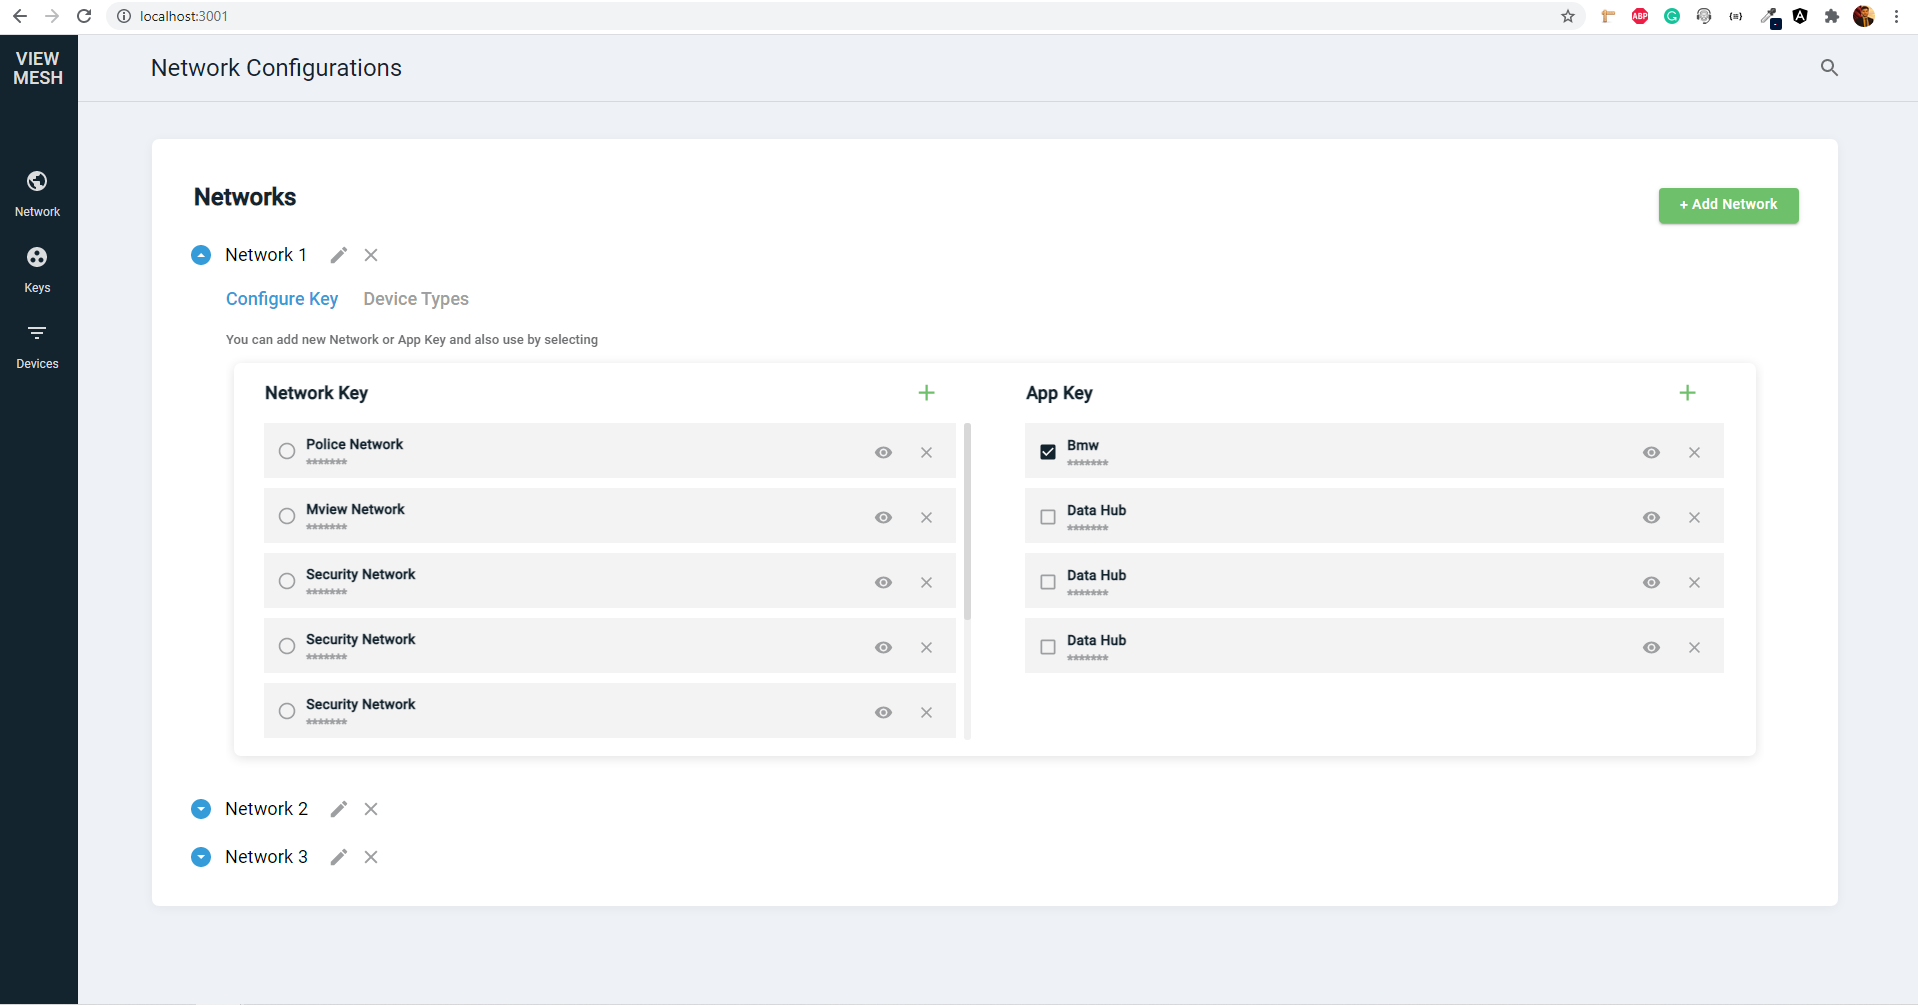 localhost:3001
ABP
VIEW
MESH
Network Configurations
Network
Keys
Devices
Networks
+ Add Network
Network 1
Configure Key
Device Types
You can add new Network or App Key and also use by selecting
Network Key
App Key
Police Network
*******
Bmw
*******
Mview Network
*******
Data Hub
*******
Security Network
*******
Data Hub
*******
Security Network
*******
Data Hub
*******
Security Network
*******
Network 2
Network 3